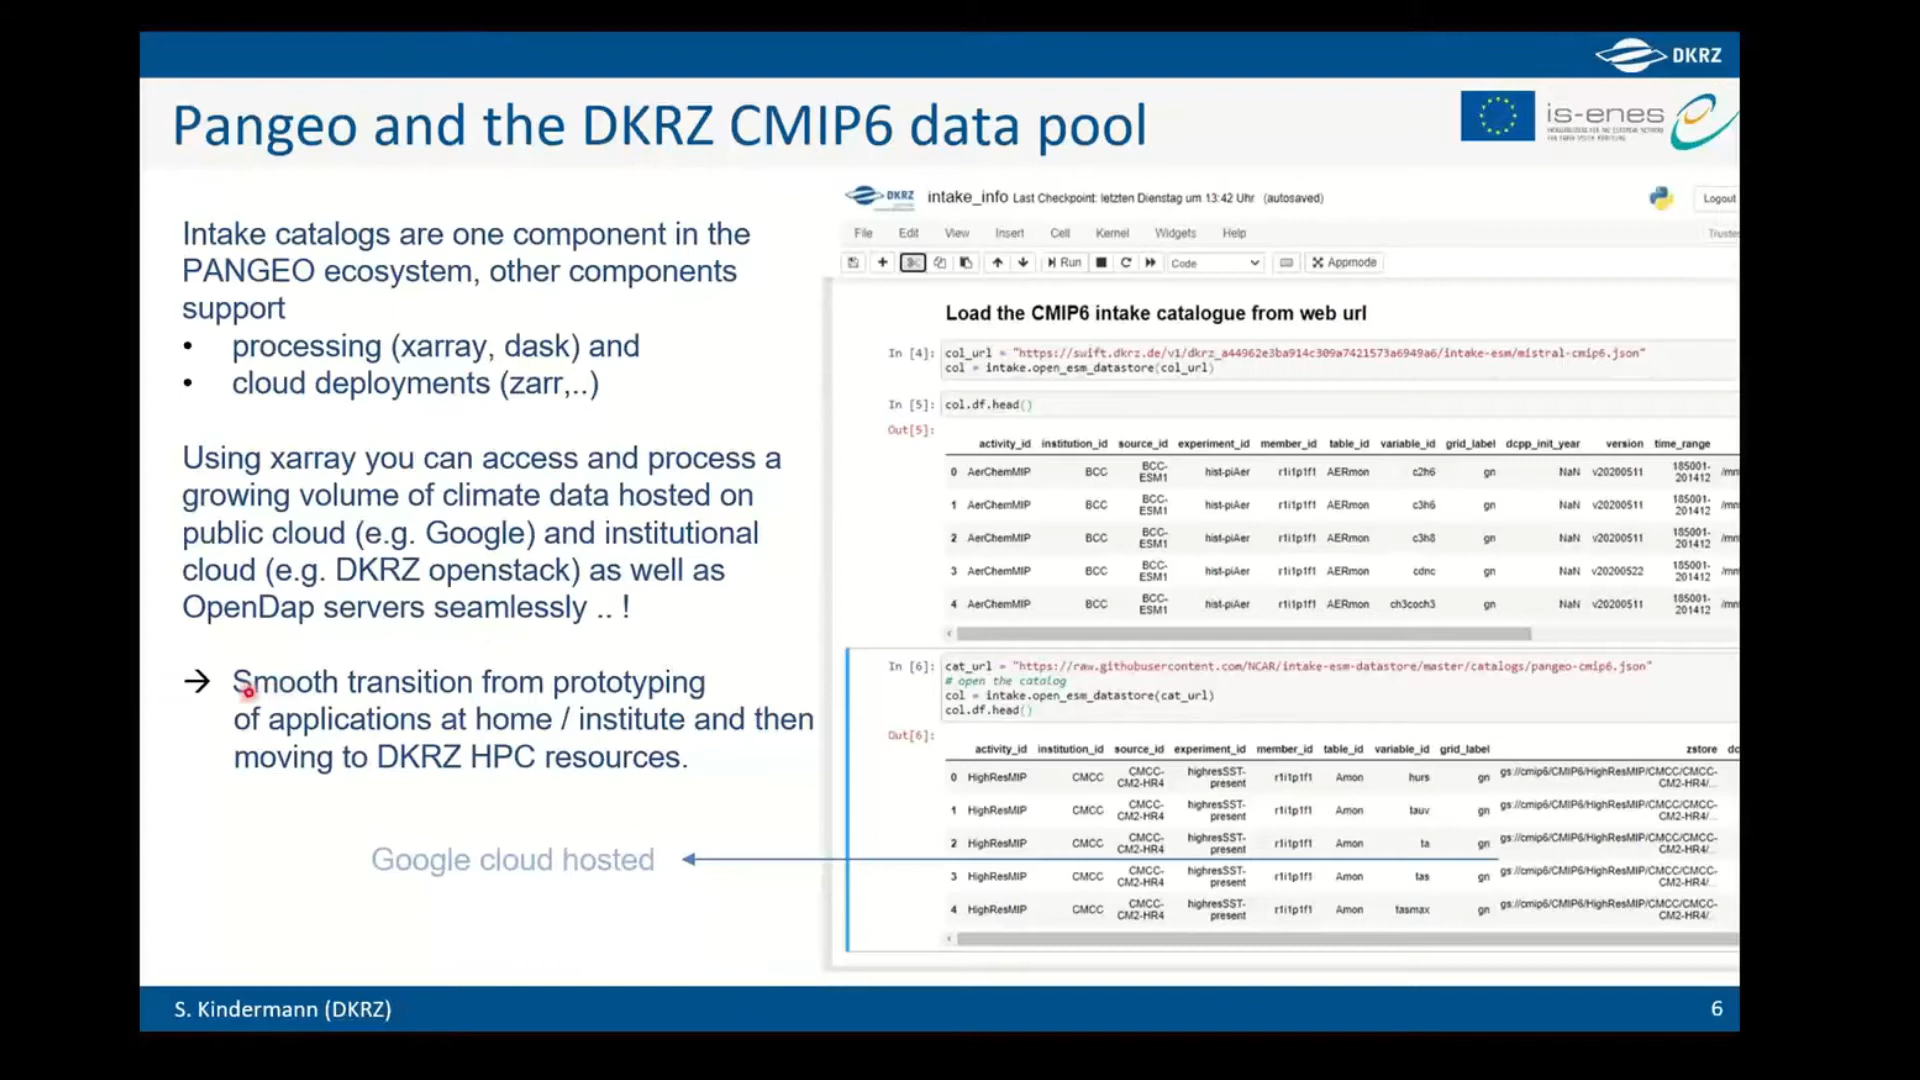 DKRZ
Pangeo and the DKRZ CMIP6 data pool
is-enes
Intake catalogs are one component in the
PANGEO ecosystem, other components
support
• processing (xarray, dask) and
• cloud deployments (zarr,..)
Using xarray you can access and process a
growing volume of climate data hosted on
public cloud (e.g. Google) and institutional
cloud (e.g. DKRZ openstack) as well as
OpenDap servers seamlessly .. !
→ Smooth transition from prototyping
of applications at home / institute and then
moving to DKRZ HPC resources.
Google cloud hosted
DKRZ intake_info Last Checkpoint: letzten Dienstag um 13:42 Uhr (autosaved)
Logout
File Edit View Insert Cell Kernel Widgets Help
Run Code Appmode
Load the CMIP6 intake catalogue from web url
In [4]: col_url = "https://swift.dkrz.de/v1/dkrz_a44962e3ba914c309a7421573a6949a6/intake-esm/mistral-cmip6.json"
col = intake.open_esm_datastore(col_url)
In [5]: col.df.head()
Out[5]:
activity_id institution_id source_id experiment_id member_id table_id variable_id grid_label dcpp_init_year version time_range
0 AerChemMIP BCC BCC-ESM1 hist-piAer r1i1p1f1 AERmon c2h6 gn NaN v20200511 185001-201412 /mn
1 AerChemMIP BCC BCC-ESM1 hist-piAer r1i1p1f1 AERmon c3h6 gn NaN v20200511 185001-201412 /mn
2 AerChemMIP BCC BCC-ESM1 hist-piAer r1i1p1f1 AERmon c3h8 gn NaN v20200511 185001-201412 /mn
3 AerChemMIP BCC BCC-ESM1 hist-piAer r1i1p1f1 AERmon cdnc gn NaN v20200522 185001-201412 /mn
4 AerChemMIP BCC BCC-ESM1 hist-piAer r1i1p1f1 AERmon ch3coch3 gn NaN v20200511 185001-201412 /mn
In [6]: cat_url = "https://raw.githubusercontent.com/NCAR/intake-esm-datastore/master/catalogs/pangeo-cmip6.json"
# open the catalog
col = intake.open_esm_datastore(cat_url)
col.df.head()
Out[6]:
activity_id institution_id source_id experiment_id member_id table_id variable_id grid_label zstore dc
0 HighResMIP CMCC CMCC-CM2-HR4 highresSST-present r1i1p1f1 Amon hurs gn gs://cmip6/CMIP6/HighResMIP/CMCC/CMCC-CM2-HR4/...
1 HighResMIP CMCC CMCC-CM2-HR4 highresSST-present r1i1p1f1 Amon tauv gn gs://cmip6/CMIP6/HighResMIP/CMCC/CMCC-CM2-HR4/...
2 HighResMIP CMCC CMCC-CM2-HR4 highresSST-present r1i1p1f1 Amon ta gn gs://cmip6/CMIP6/HighResMIP/CMCC/CMCC-CM2-HR4/...
3 HighResMIP CMCC CMCC-CM2-HR4 highresSST-present r1i1p1f1 Amon tas gn gs://cmip6/CMIP6/HighResMIP/CMCC/CMCC-CM2-HR4/...
4 HighResMIP CMCC CMCC-CM2-HR4 highresSST-present r1i1p1f1 Amon tasmax gn gs://cmip6/CMIP6/HighResMIP/CMCC/CMCC-CM2-HR4/...
S. Kindermann (DKRZ)
6